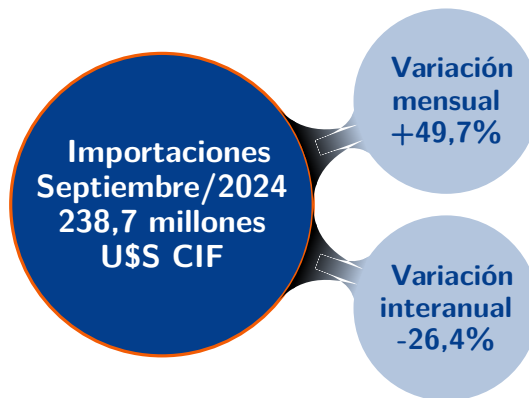 Importaciones
Septiembre/2024
238,7 millones
U$S CIF
Variación
mensual
+49,7%
Variación
interanual
-26,4%